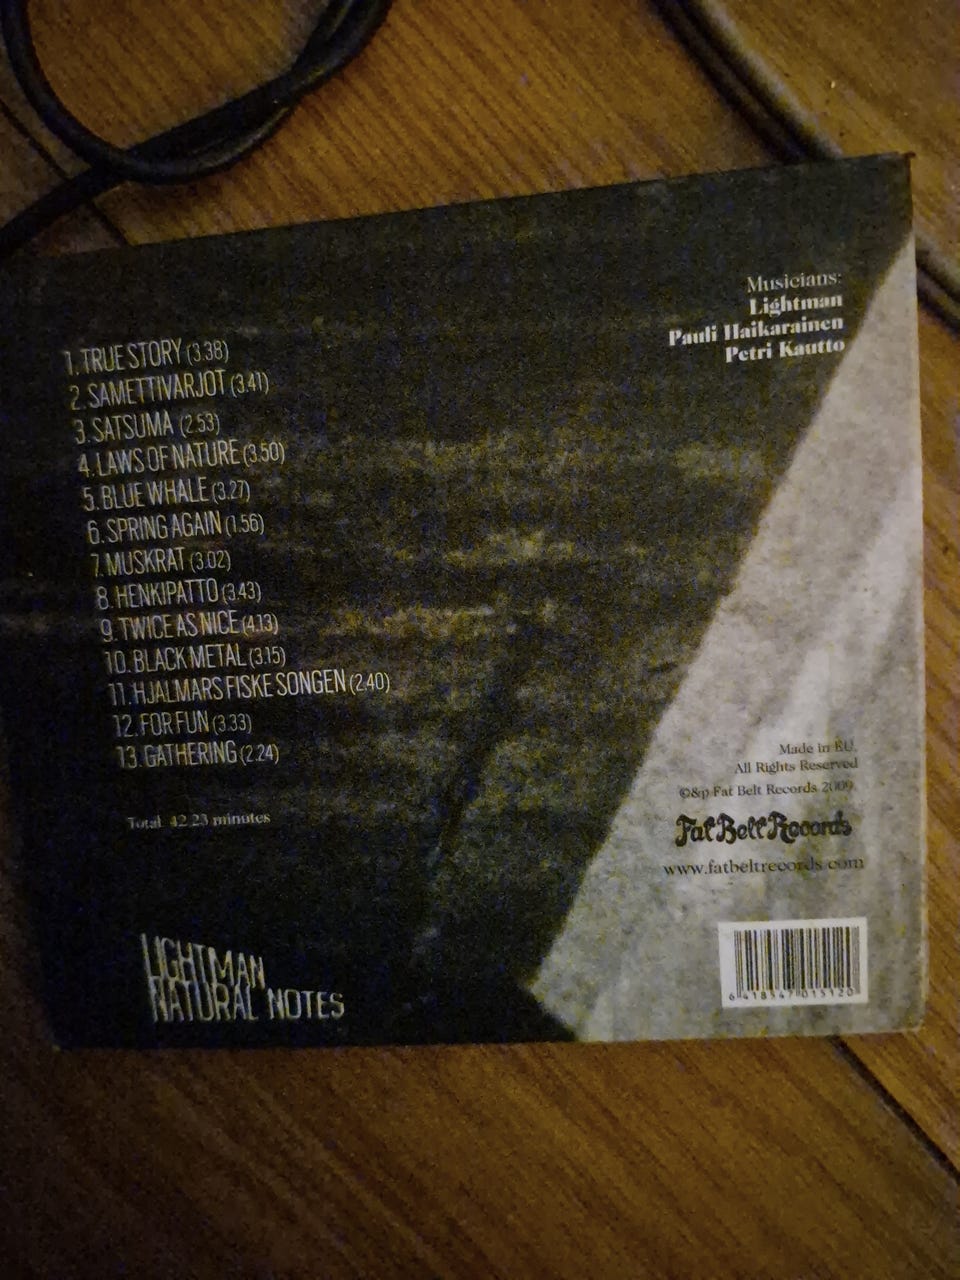 Musicians:
Lightman
Pauli Haikarainen
Petri Kautto
1. TRUE STORY (3.38)
2. SAMETTIVARJOT (3.41)
3. SATSUMA (2.53)
4. LAWS OF NATURE (3.50)
5. BLUE WHALE (3.27)
6. SPRING AGAIN (1.56)
7. MUSKRAT (3.02)
8. HENKIPATTO (3.43)
9. TWICE AS NICE (4.13)
10. BLACK METAL (3.15)
11. HJALMARS FISKE SONGEN (2.40)
12. FOR FUN (3.33)
13. GATHERING (2.24)
Total 42.23 minutes
Made in EU.
All Rights Reserved
©&p Fat Belt Records 2009
Fat Belt Records
www.fatbeltrecords.com
LIGHTMAN
NATURAL NOTES
6 418547 015120